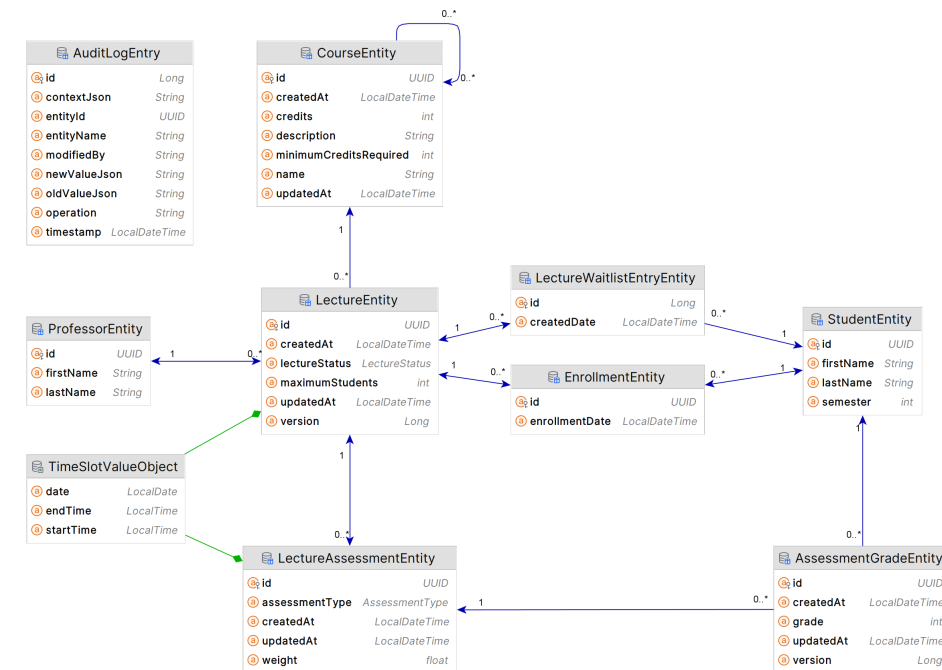 0..*
0..*
AuditLogEntry
id Long
contextJson String
entityId UUID
entityName String
modifiedBy String
newValueJson String
oldValueJson String
operation String
timestamp LocalDateTime
CourseEntity
id UUID
createdAt LocalDateTime
credits int
description String
minimumCreditsRequired int
name String
updatedAt LocalDateTime
1
0..*
LectureEntity
id UUID
createdAt LocalDateTime
lectureStatus LectureStatus
maximumStudents int
updatedAt LocalDateTime
version Long
ProfessorEntity
id UUID
firstName String
lastName String
1
0..*
LectureWaitlistEntryEntity
id Long
createdDate LocalDateTime
1
0..*
0..*
1
EnrollmentEntity
id UUID
enrollmentDate LocalDateTime
1
0..*
0..*
1
StudentEntity
id UUID
firstName String
lastName String
semester int
TimeSlotValueObject
date LocalDate
endTime LocalTime
startTime LocalTime
1
0..*
1
0..*
LectureAssessmentEntity
id UUID
assessmentType AssessmentType
createdAt LocalDateTime
updatedAt LocalDateTime
weight float
1
0..*
AssessmentGradeEntity
id UUID
createdAt LocalDateTime
grade int
updatedAt LocalDateTime
version Long